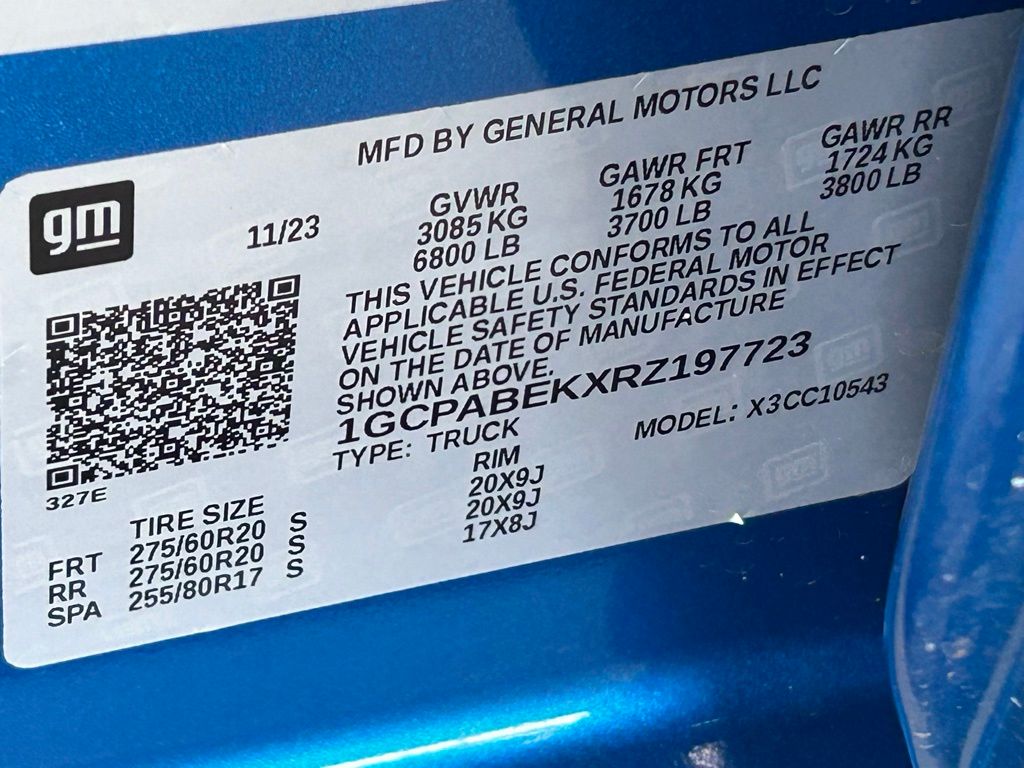 MFD BY GENERAL MOTORS LLC
gm
11/23
GVWR
3085 KG
6800 LB
GAWR FRT
1678 KG
3700 LB
GAWR RR
1724 KG
3800 LB
THIS VEHICLE CONFORMS TO ALL
APPLICABLE U.S. FEDERAL MOTOR
VEHICLE SAFETY STANDARDS IN EFFECT
ON THE DATE OF MANUFACTURE
SHOWN ABOVE.
1GCPABEKXRZ197723
TYPE: TRUCK
MODEL: X3CC10543
327E
TIRE SIZE RIM
FRT 275/60R20 S 20X9J
RR 275/60R20 S 20X9J
SPA 255/80R17 S 17X8J